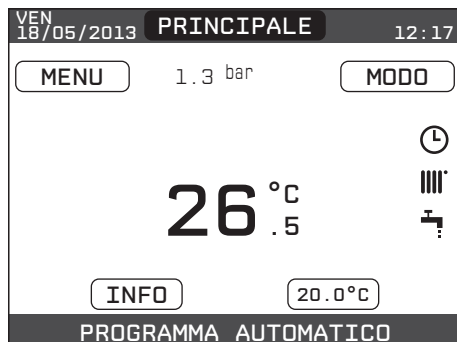 VEN
18/05/2013 PRINCIPALE 12:17
MENU 1.3 bar MODO
26.5 °C
INFO 20.0°C
PROGRAMMA AUTOMATICO